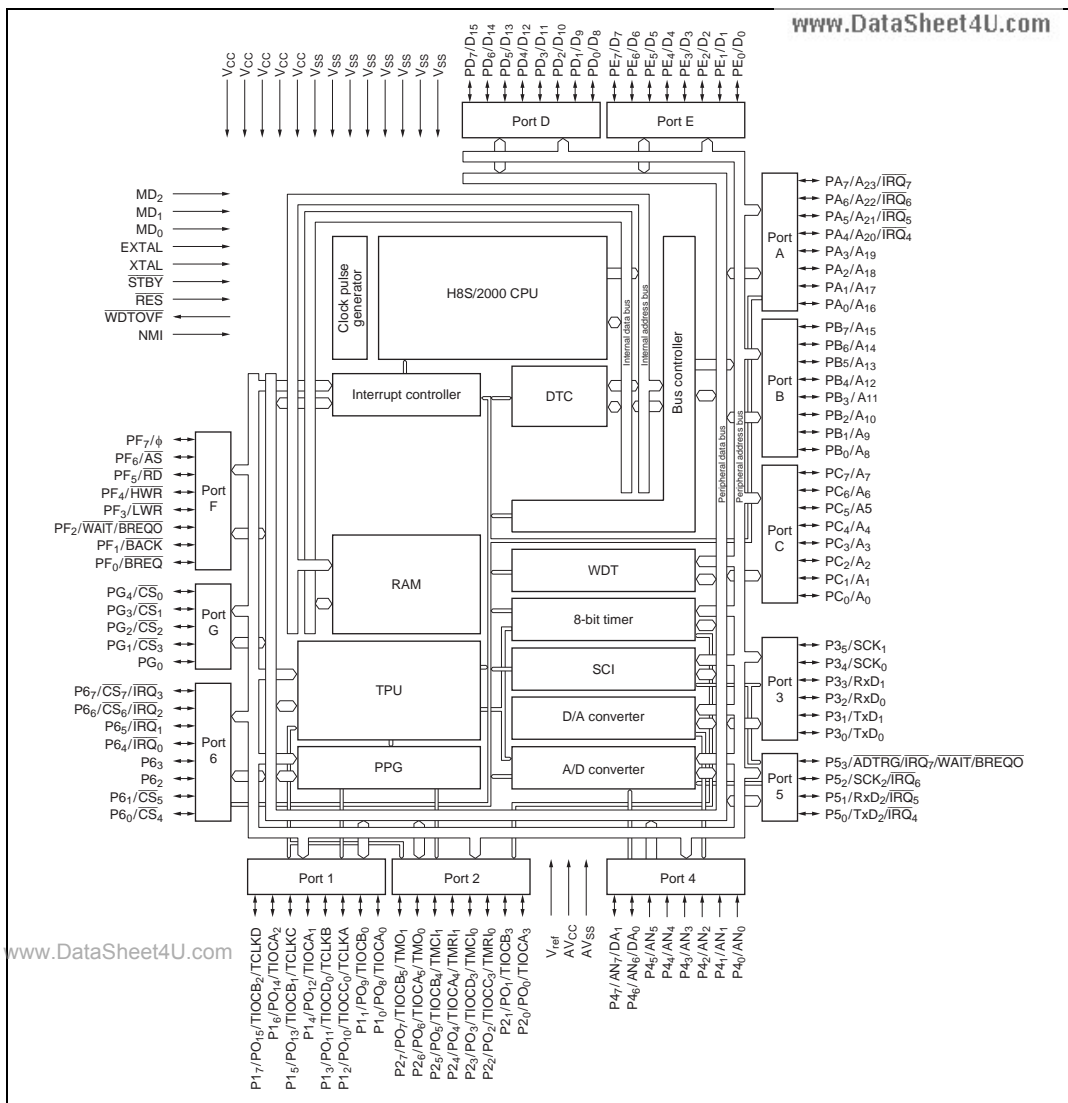 www.DataSheet4U.com
VCC
VCC
VCC
VCC
VCC
VSS
VSS
VSS
VSS
VSS
VSS
VSS
VSS
PD7/D15
PD6/D14
PD5/D13
PD4/D12
PD3/D11
PD2/D10
PD1/D9
PD0/D8
PE7/D7
PE6/D6
PE5/D5
PE4/D4
PE3/D3
PE2/D2
PE1/D1
PE0/D0
Port D
Port E
MD2
MD1
MD0
EXTAL
XTAL
STBY
RES
WDTOVF
NMI
Clock pulse
generator
H8S/2000 CPU
Internal data bus
Internal address bus
Bus controller
Peripheral data bus
Peripheral address bus
Interrupt controller
DTC
Port
A
PA7/A23/IRQ7
PA6/A22/IRQ6
PA5/A21/IRQ5
PA4/A20/IRQ4
PA3/A19
PA2/A18
PA1/A17
PA0/A16
Port
B
PB7/A15
PB6/A14
PB5/A13
PB4/A12
PB3/A11
PB2/A10
PB1/A9
PB0/A8
PF7/ϕ
PF6/AS
PF5/RD
PF4/HWR
PF3/LWR
PF2/WAIT/BREQO
PF1/BACK
PF0/BREQ
Port
F
Port
C
PC7/A7
PC6/A6
PC5/A5
PC4/A4
PC3/A3
PC2/A2
PC1/A1
PC0/A0
RAM
WDT
8-bit timer
PG4/CS0
PG3/CS1
PG2/CS2
PG1/CS3
PG0
Port
G
TPU
SCI
D/A converter
Port
3
P35/SCK1
P34/SCK0
P33/RxD1
P32/RxD0
P31/TxD1
P30/TxD0
P67/CS7/IRQ3
P66/CS6/IRQ2
P65/IRQ1
P64/IRQ0
P63
P62
P61/CS5
P60/CS4
Port
6
PPG
A/D converter
Port
5
P53/ADTRG/IRQ7/WAIT/BREQO
P52/SCK2/IRQ6
P51/RxD2/IRQ5
P50/TxD2/IRQ4
Port 1
Port 2
Port 4
P17/PO15/TIOCB2/TCLKD
P16/PO14/TIOCA2
P15/PO13/TIOCB1/TCLKC
P14/PO12/TIOCA1
P13/PO11/TIOCD0/TCLKB
P12/PO10/TIOCC0/TCLKA
P11/PO9/TIOCB0
P10/PO8/TIOCA0
P27/PO7/TIOCB5/TMO1
P26/PO6/TIOCA5/TMO0
P25/PO5/TIOCB4/TMCI1
P24/PO4/TIOCA4/TMRI1
P23/PO3/TIOCD3/TMCI0
P22/PO2/TIOCC3/TMRI0
P21/PO1/TIOCB3
P20/PO0/TIOCA3
Vref
AVCC
AVSS
P47/AN7/DA1
P46/AN6/DA0
P45/AN5
P44/AN4
P43/AN3
P42/AN2
P41/AN1
P40/AN0
www.DataSheet4U.com